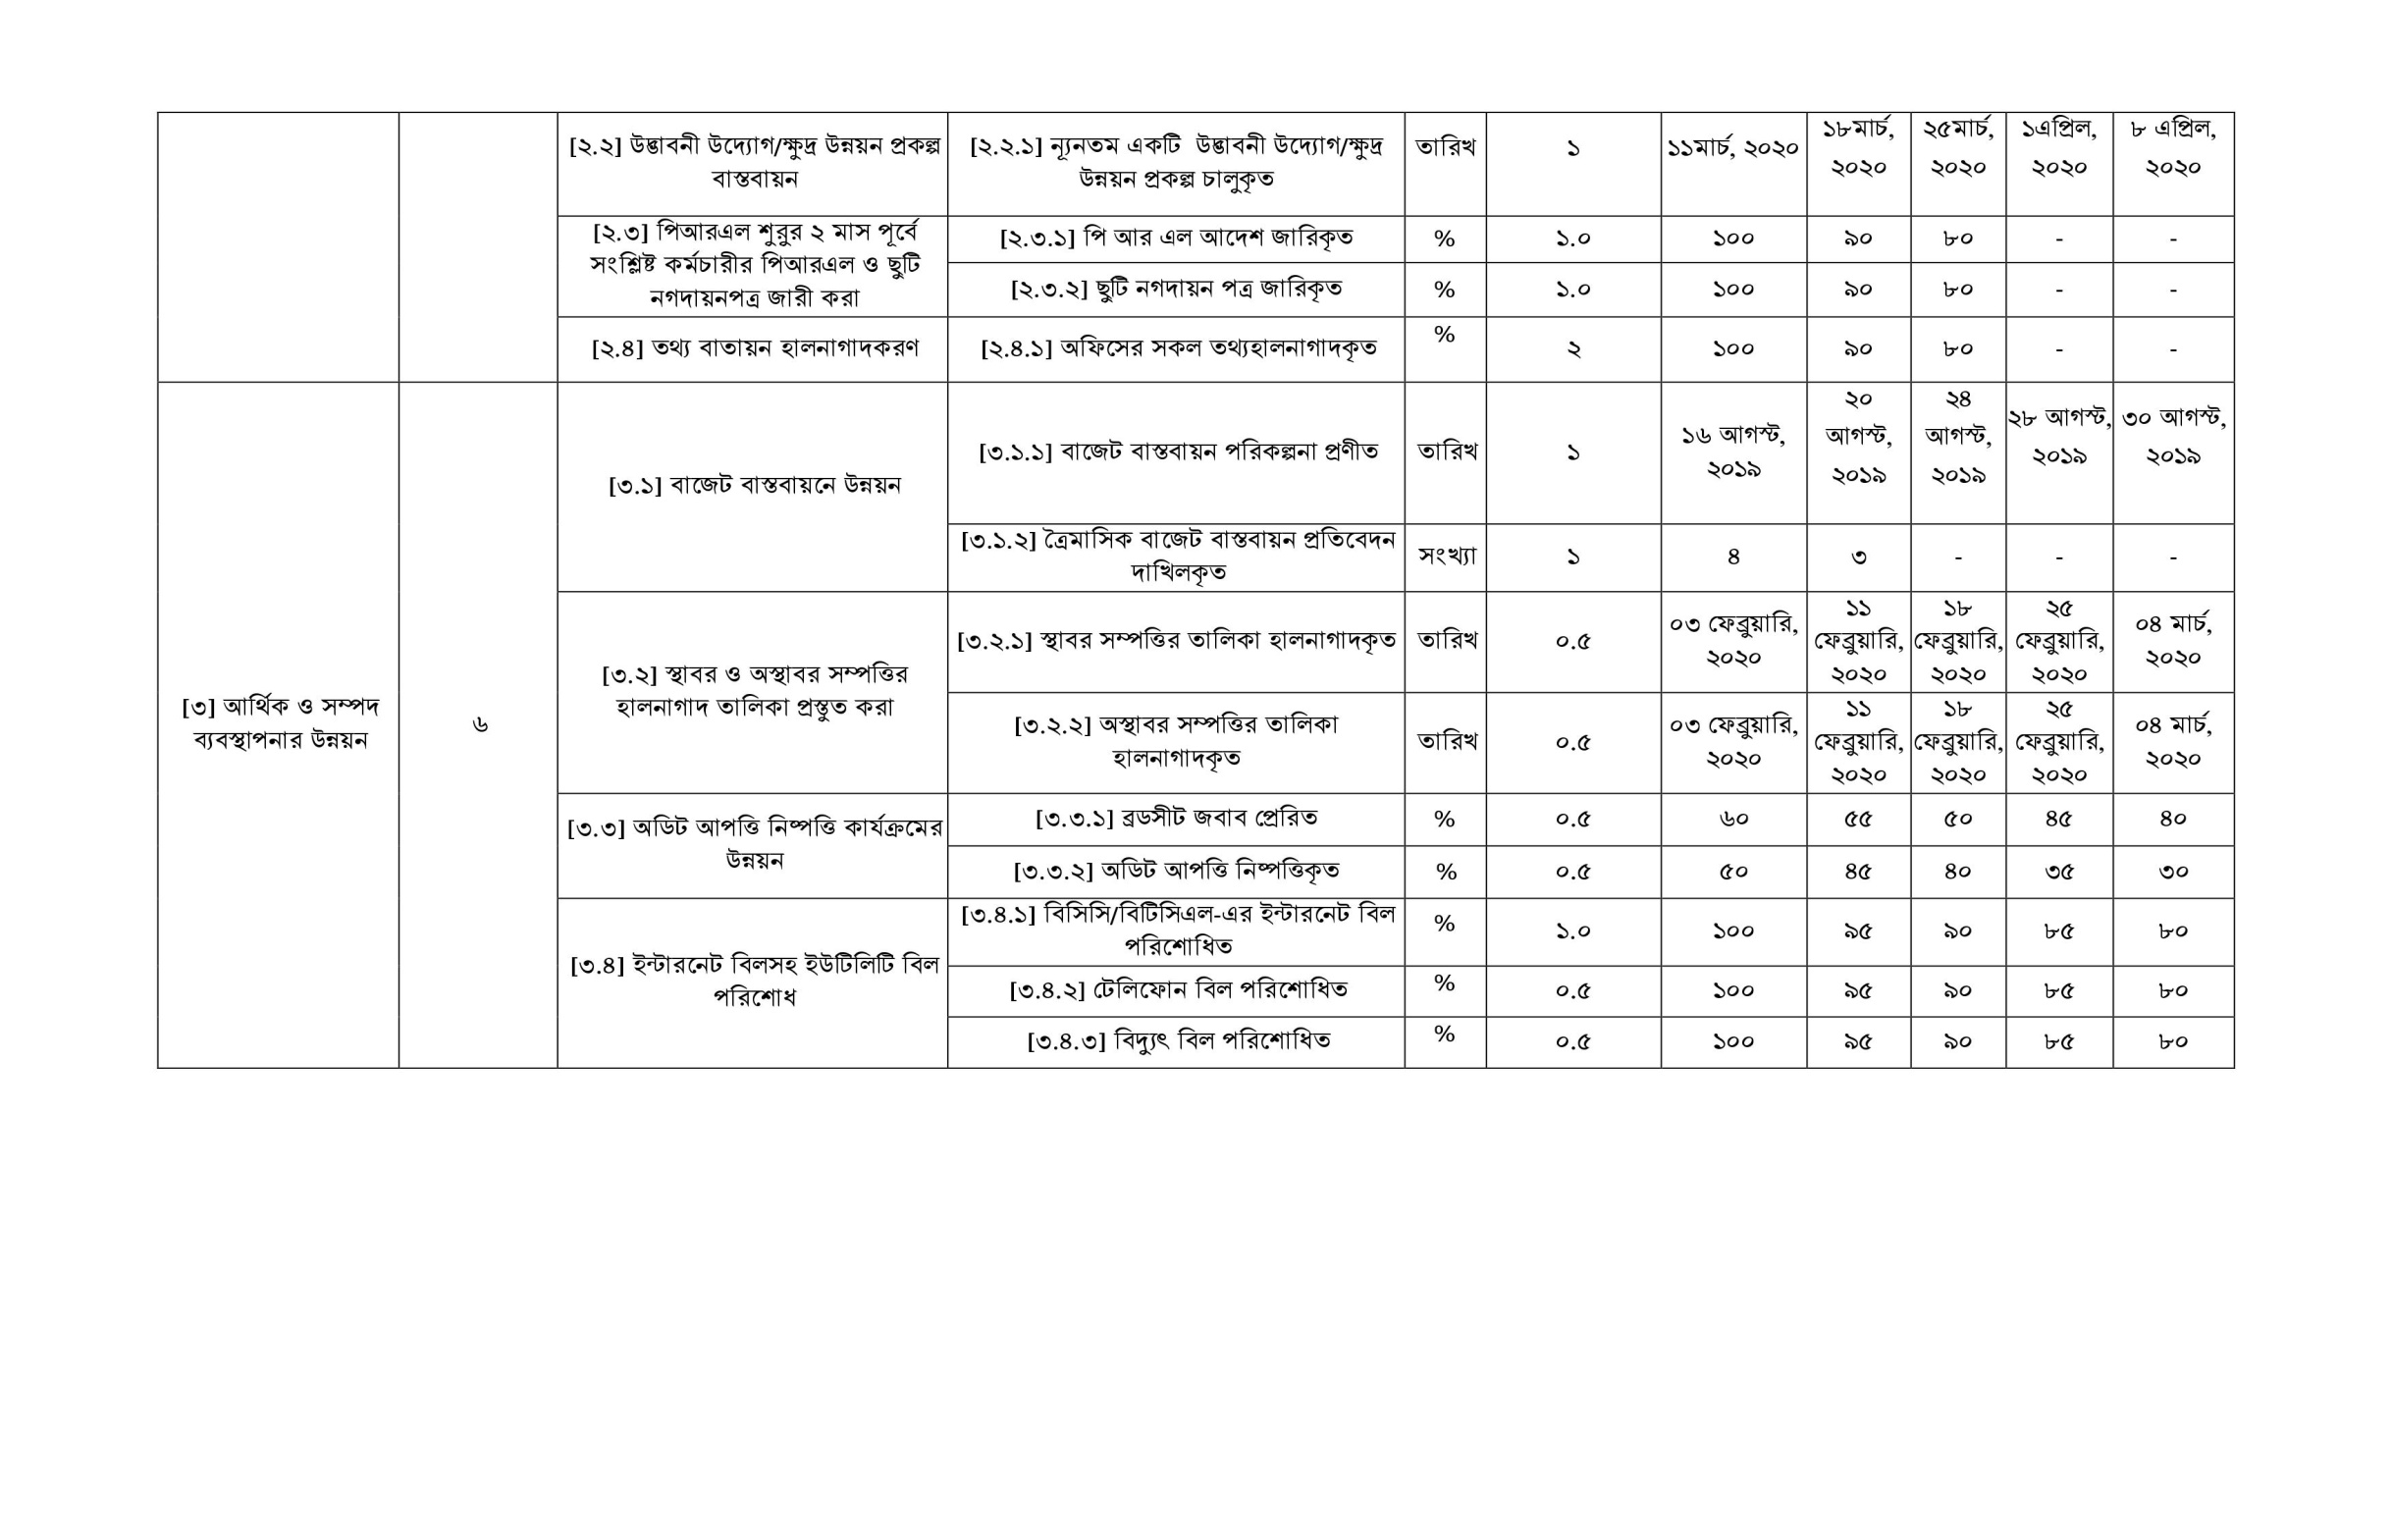 [২.২] উদ্ভাবনী উদ্যোগ/ক্ষুদ্র উন্নয়ন প্রকল্প
বাস্তবায়ন
[২.২.১] ন্যূনতম একটি উদ্ভাবনী উদ্যোগ/ক্ষুদ্র
উন্নয়ন প্রকল্প চালুকৃত
তারিখ
১
১১মার্চ, ২০২০
১৮মার্চ,
২০২০
২৫মার্চ,
২০২০
১এপ্রিল,
২০২০
৮ এপ্রিল,
২০২০
[২.৩] পিআরএল শুরুর ২ মাস পূর্বে
সংশ্লিষ্ট কর্মচারীর পিআরএল ও ছুটি
নগদায়নপত্র জারী করা
[২.৩.১] পি আর এল আদেশ জারিকৃত
%
১.০
১০০
৯০
৮০
-
-
[২.৩.২] ছুটি নগদায়ন পত্র জারিকৃত
%
১.০
১০০
৯০
৮০
-
-
[২.৪] তথ্য বাতায়ন হালনাগাদকরণ
[২.৪.১] অফিসের সকল তথ্যহালনাগাদকৃত
%
২
১০০
৯০
৮০
-
-
[৩] আর্থিক ও সম্পদ
ব্যবস্থাপনার উন্নয়ন
৬
[৩.১] বাজেট বাস্তবায়নে উন্নয়ন
[৩.১.১] বাজেট বাস্তবায়ন পরিকল্পনা প্রণীত
তারিখ
১
১৬ আগস্ট,
২০১৯
২০
আগস্ট,
২০১৯
২৪
আগস্ট,
২০১৯
২৮ আগস্ট,
২০১৯
৩০ আগস্ট,
২০১৯
[৩.১.২] ত্রৈমাসিক বাজেট বাস্তবায়ন প্রতিবেদন
দাখিলকৃত
সংখ্যা
১
৪
৩
-
-
-
[৩.২] স্থাবর ও অস্থাবর সম্পত্তির
হালনাগাদ তালিকা প্রস্তুত করা
[৩.২.১] স্থাবর সম্পত্তির তালিকা হালনাগাদকৃত
তারিখ
০.৫
০৩ ফেব্রুয়ারি,
২০২০
১১
ফেব্রুয়ারি,
২০২০
১৮
ফেব্রুয়ারি,
২০২০
২৫
ফেব্রুয়ারি,
২০২০
০৪ মার্চ,
২০২০
[৩.২.২] অস্থাবর সম্পত্তির তালিকা
হালনাগাদকৃত
তারিখ
০.৫
০৩ ফেব্রুয়ারি,
২০২০
১১
ফেব্রুয়ারি,
২০২০
১৮
ফেব্রুয়ারি,
২০২০
২৫
ফেব্রুয়ারি,
২০২০
০৪ মার্চ,
২০২০
[৩.৩] অডিট আপত্তি নিষ্পত্তি কার্যক্রমের
উন্নয়ন
[৩.৩.১] ব্রডসীট জবাব প্রেরিত
%
০.৫
৬০
৫৫
৫০
৪৫
৪০
[৩.৩.২] অডিট আপত্তি নিষ্পত্তিকৃত
%
০.৫
৫০
৪৫
৪০
৩৫
৩০
[৩.৪] ইন্টারনেট বিলসহ ইউটিলিটি বিল
পরিশোধ
[৩.৪.১] বিসিসি/বিটিসিএল-এর ইন্টারনেট বিল
পরিশোধিত
%
১.০
১০০
৯৫
৯০
৮৫
৮০
[৩.৪.২] টেলিফোন বিল পরিশোধিত
%
০.৫
১০০
৯৫
৯০
৮৫
৮০
[৩.৪.৩] বিদ্যুৎ বিল পরিশোধিত
%
০.৫
১০০
৯৫
৯০
৮৫
৮০